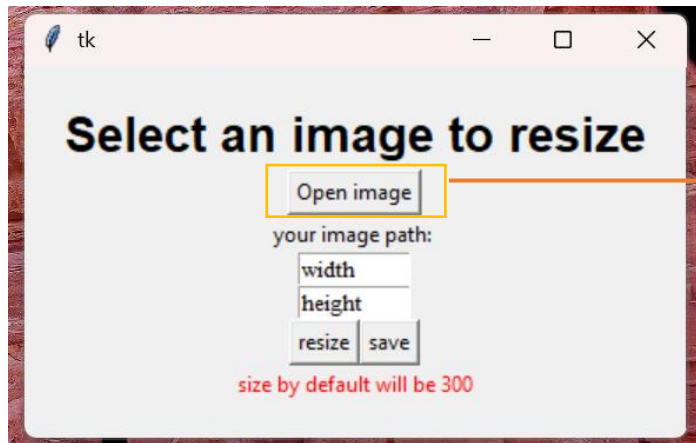 tk
Select an image to resize
Open image
your image path:
width
height
resize save
size by default will be 300